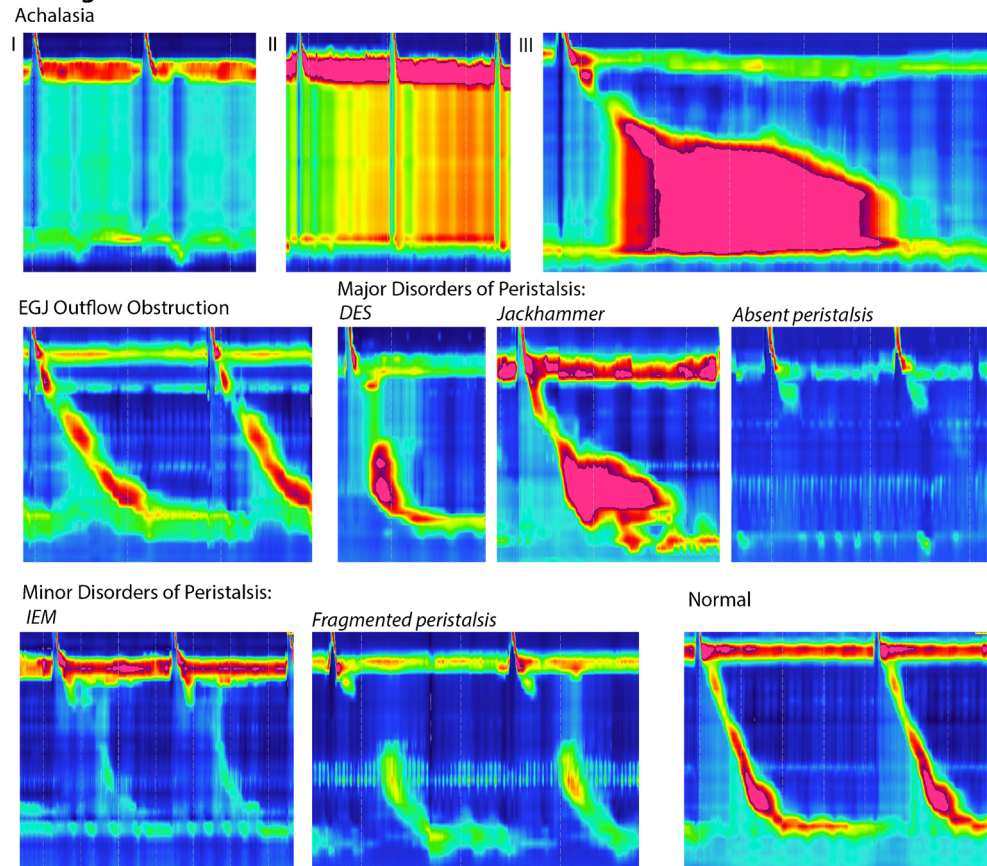 Achalasia
I
II
III
EGJ Outflow Obstruction
Major Disorders of Peristalsis:
DES
Jackhammer
Absent peristalsis
Minor Disorders of Peristalsis:
IEM
Fragmented peristalsis
Normal